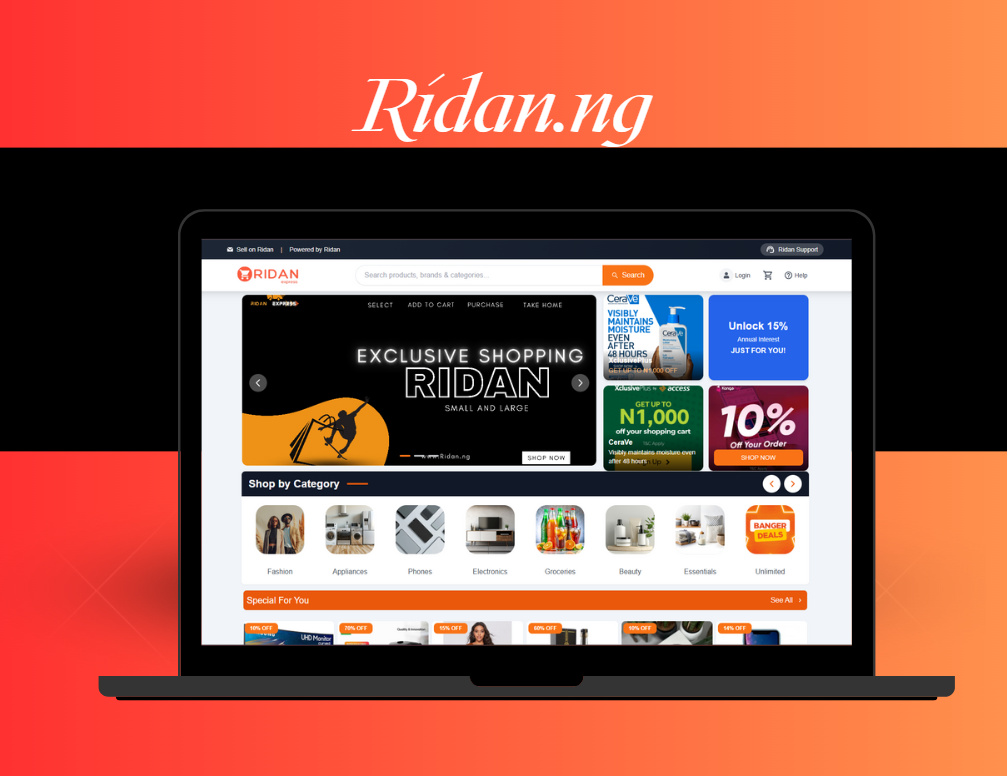 Rídan.ng
Sell on Ridan | Powered by Ridan
Ridan Support
RIDAN
Search products, brands & categories...
Search
Login
Help
RIDAN EXPRESS
SELECT ADD TO CART PURCHASE TAKE HOME
EXCLUSIVE SHOPPING
RIDAN
SMALL AND LARGE
www.Ridan.ng
SHOP NOW
CeraVe
VISIBLY
MAINTAINS
MOISTURE
EVEN
AFTER
48 HOURS
CeraVe
XclusivePlus
GET UP TO N1,000 OFF
Unlock 15%
Annual interest
JUST FOR YOU!
XclusivePlus by access
GET UP TO
N1,000
off your shopping cart
T&C Apply
CeraVe
Visibly maintains moisture even
after 48 hours
10%
Off Your Order
SHOP NOW
Shop by Category
Fashion
Appliances
Phones
Electronics
Groceries
Beauty
Essentials
BANGER
DEALS
Unlimited
Special For You
See All
10% OFF
UHD Monitor
70% OFF
15% OFF
60% OFF
50% OFF
14% OFF